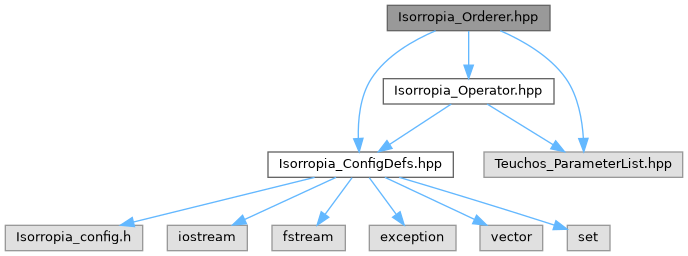 Isorropia_Orderer.hpp
Isorropia_Operator.hpp
Isorropia_ConfigDefs.hpp
Teuchos_ParameterList.hpp
Isorropia_config.h
iostream
fstream
exception
vector
set